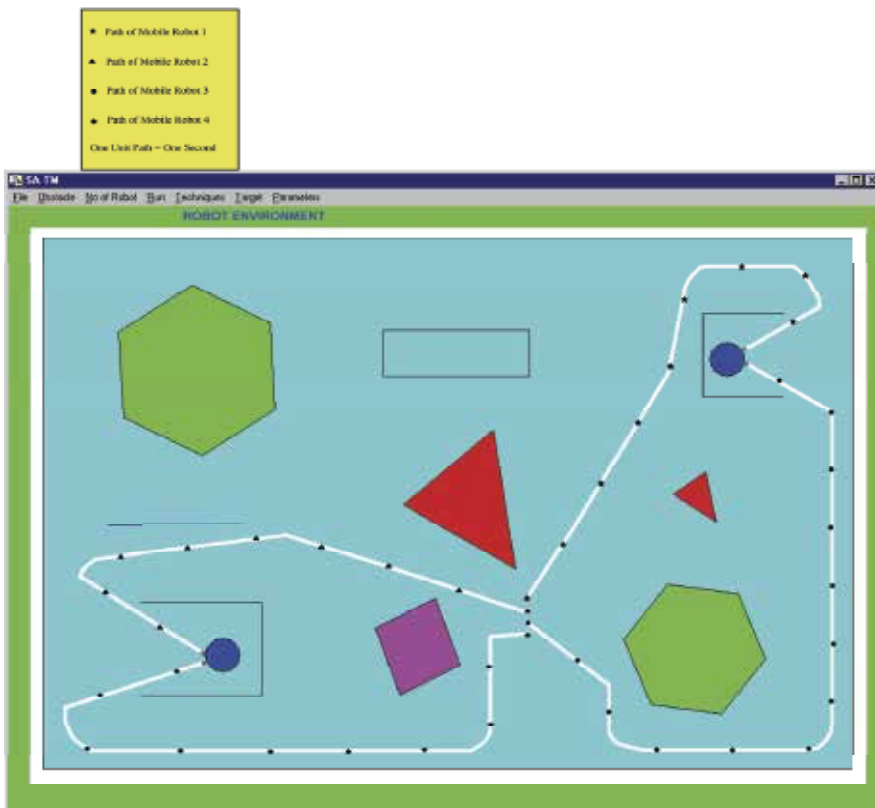 Path of Mobile Robot 1
Path of Mobile Robot 2
Path of Mobile Robot 3
Path of Mobile Robot 4
One Unit Path = One Second
SA-TM
File Obstacle No of Robot Run Techniques Target Parameters
ROBOT ENVIRONMENT